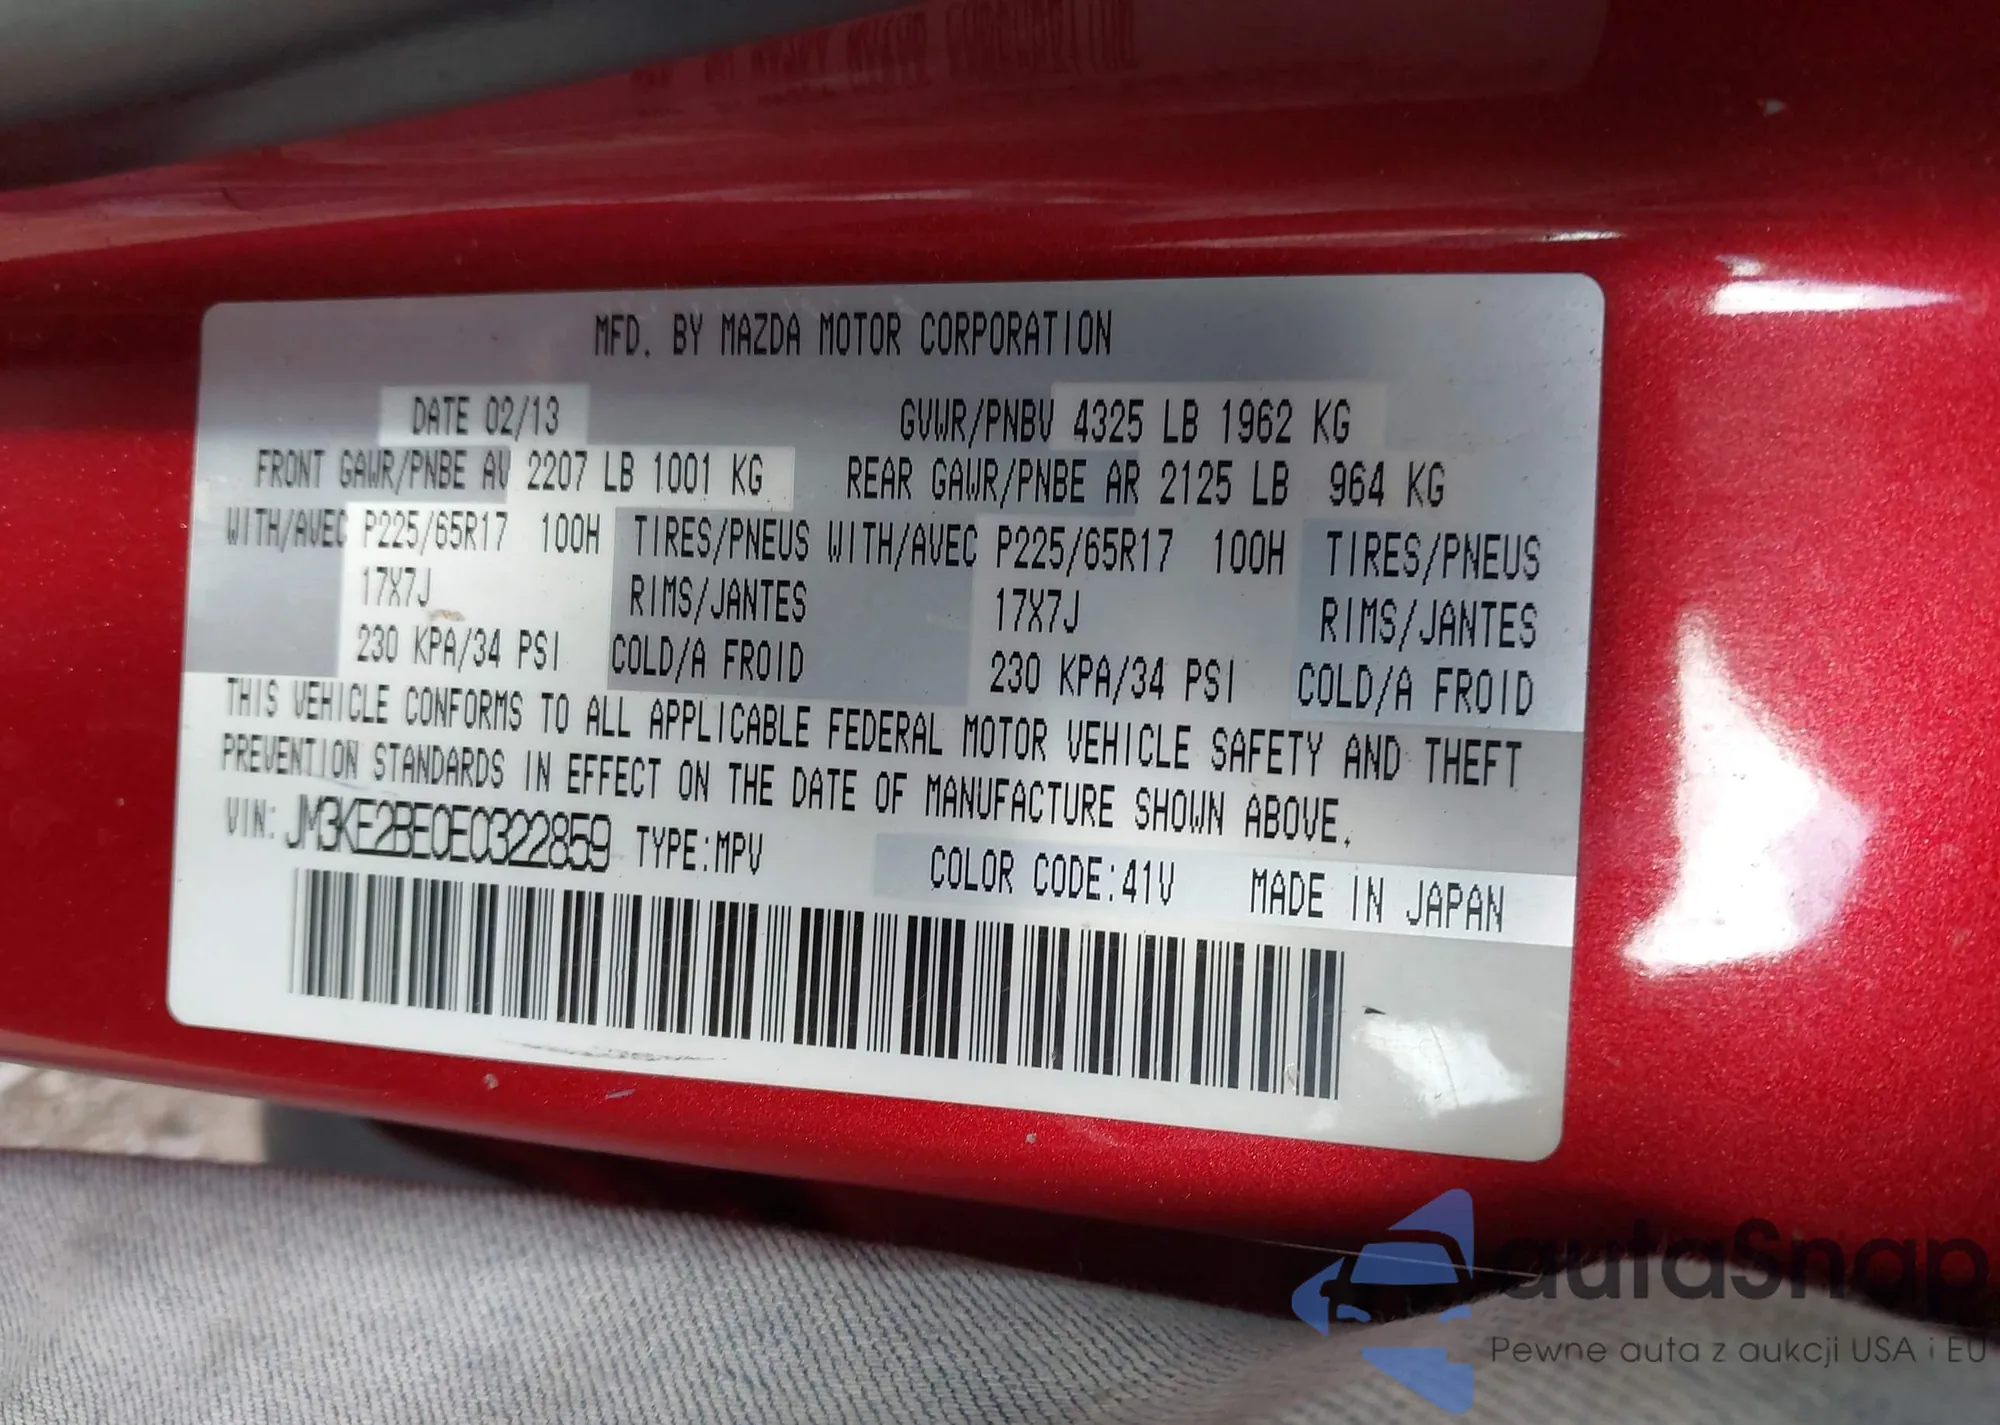 MFD. BY MAZDA MOTOR CORPORATION
DATE 02/13 GVWR/PNBV 4325 LB 1962 KG
FRONT GAWR/PNBE AV 2207 LB 1001 KG REAR GAWR/PNBE AR 2125 LB 964 KG
WITH/AVEC P225/65R17 100H TIRES/PNEUS WITH/AVEC P225/65R17 100H TIRES/PNEUS
17X7J RIMS/JANTES 17X7J RIMS/JANTES
230 KPA/34 PSI COLD/A FROID 230 KPA/34 PSI COLD/A FROID
THIS VEHICLE CONFORMS TO ALL APPLICABLE FEDERAL MOTOR VEHICLE SAFETY AND THEFT
PREVENTION STANDARDS IN EFFECT ON THE DATE OF MANUFACTURE SHOWN ABOVE.
VIN: JM3KE2BE0E0322859 TYPE:MPV COLOR CODE:41V MADE IN JAPAN
autaSnap
Pewne auta z aukcji USA i EU